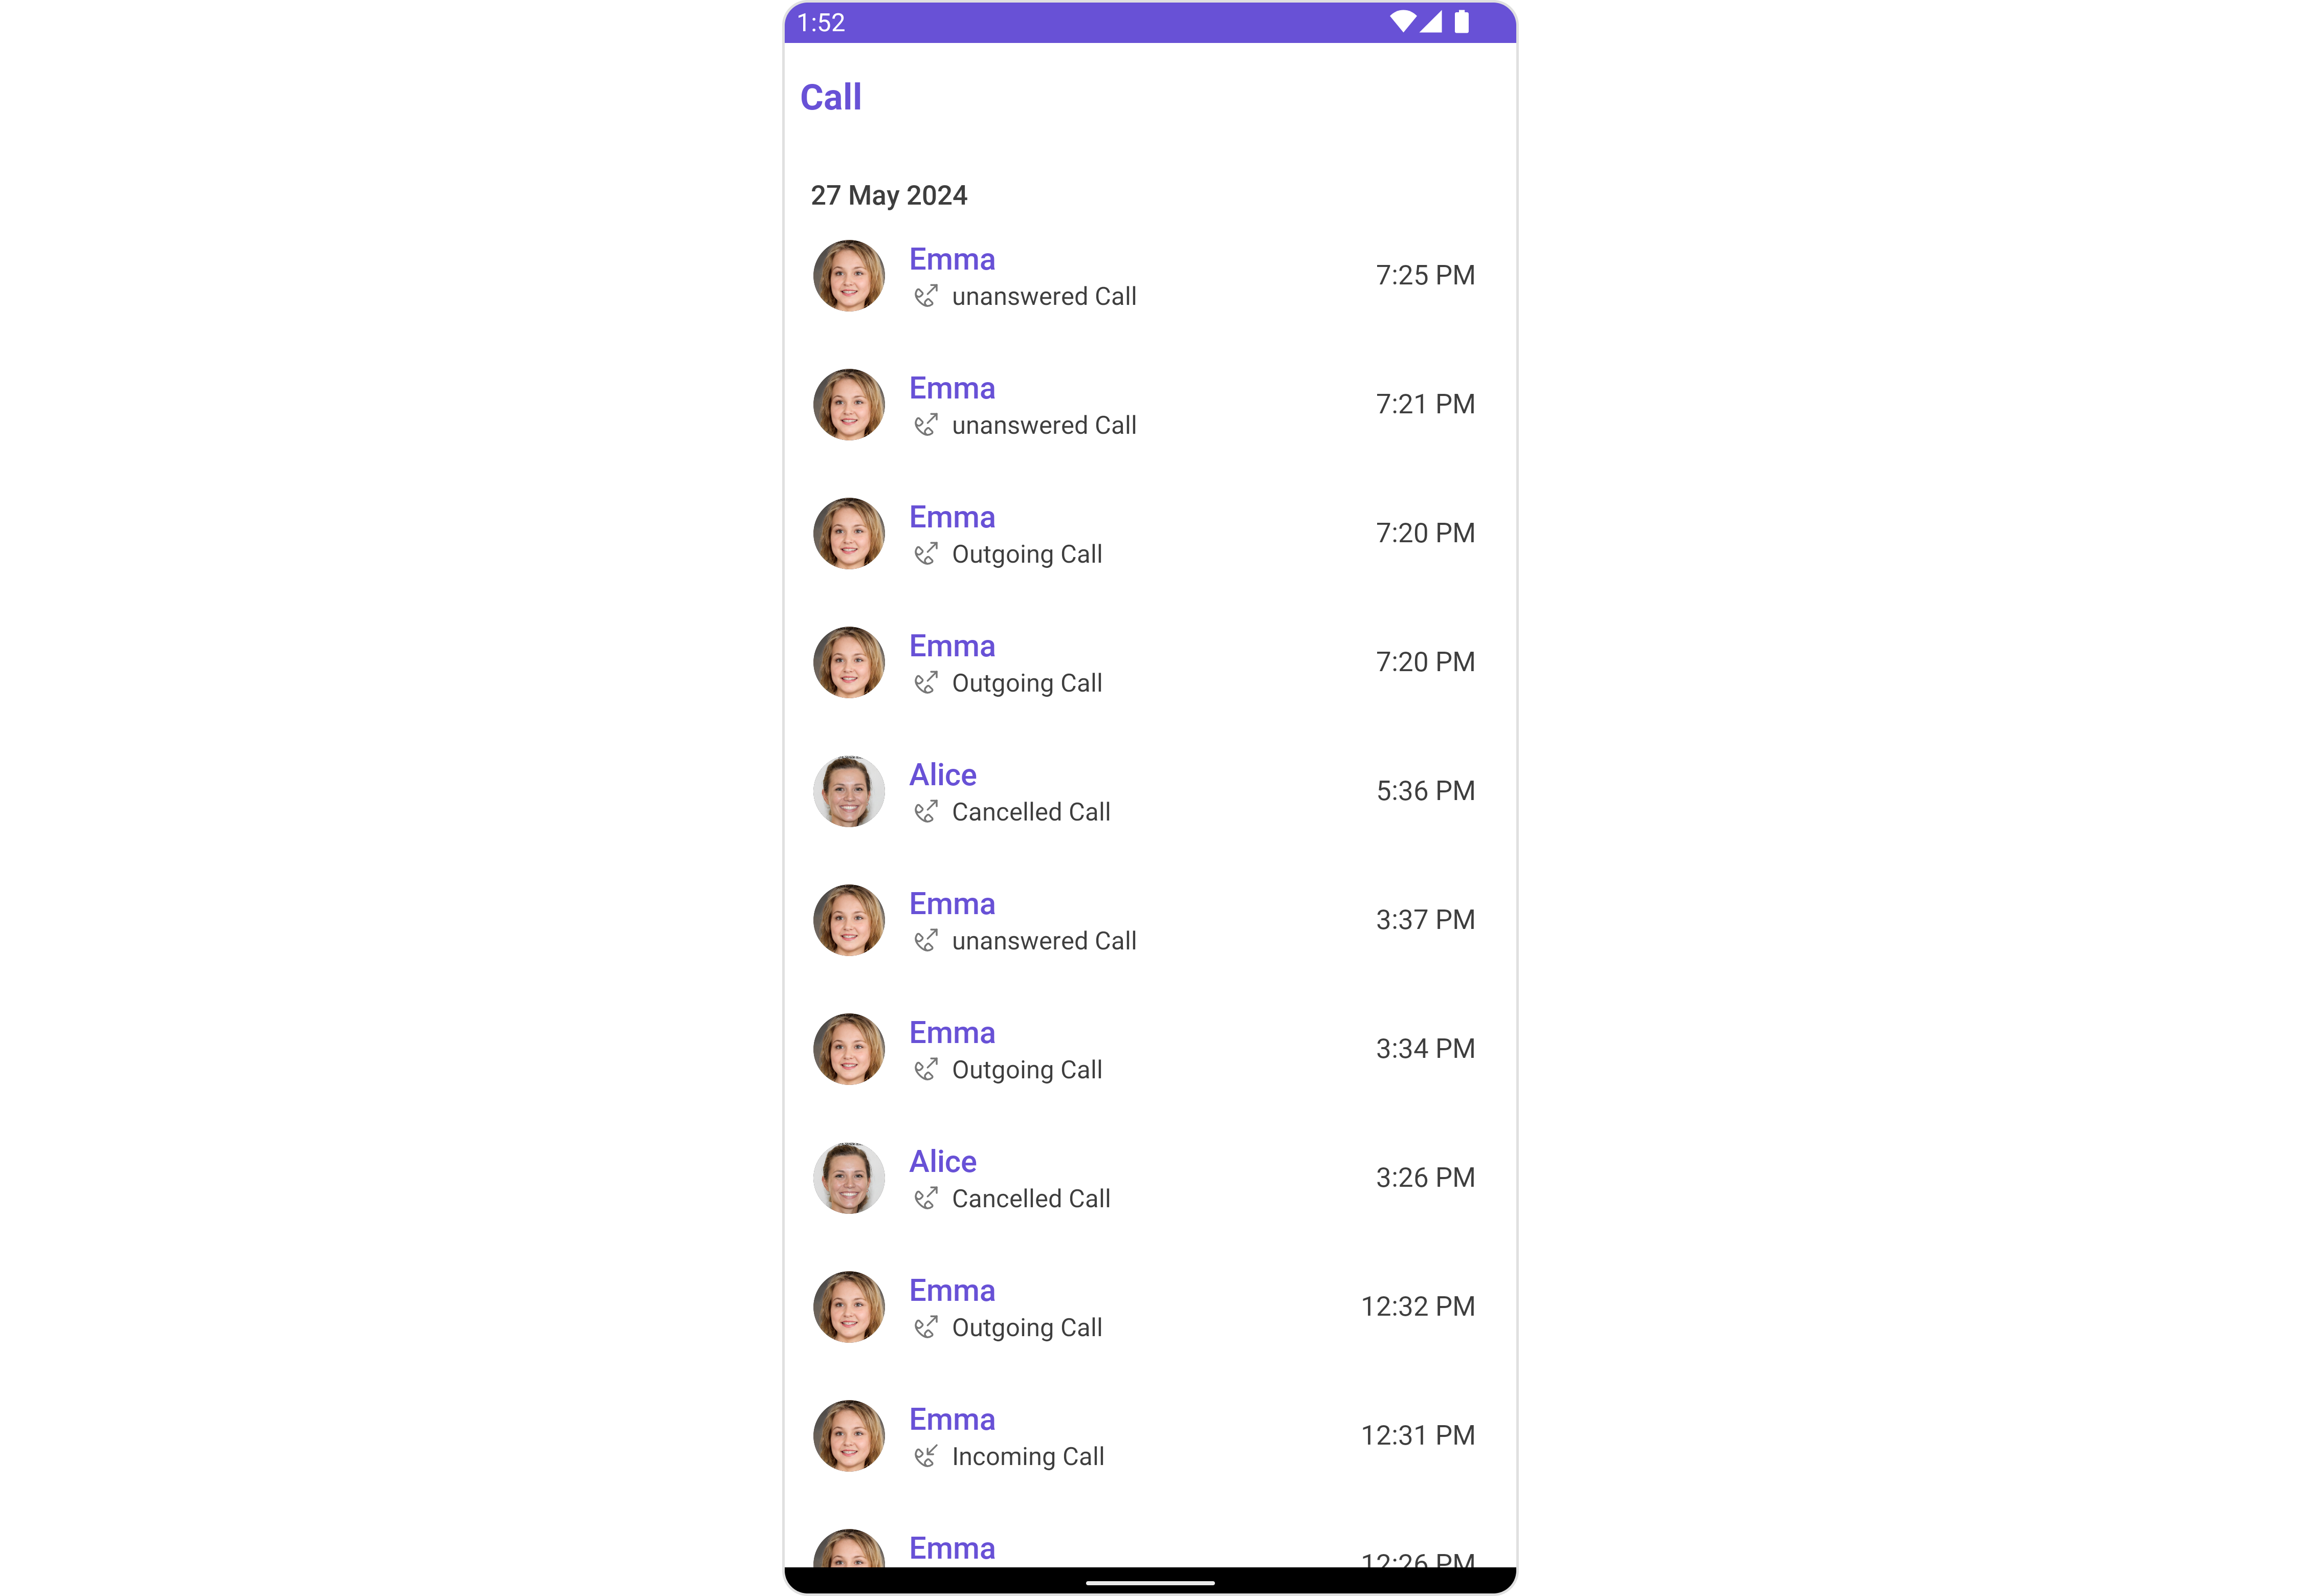 1:52
Call
27 May 2024
Emma
unanswered Call
7:25 PM
Emma
unanswered Call
7:21 PM
Emma
Outgoing Call
7:20 PM
Emma
Outgoing Call
7:20 PM
Alice
Cancelled Call
5:36 PM
Emma
unanswered Call
3:37 PM
Emma
Outgoing Call
3:34 PM
Alice
Cancelled Call
3:26 PM
Emma
Outgoing Call
12:32 PM
Emma
Incoming Call
12:31 PM
Emma
12:26 PM